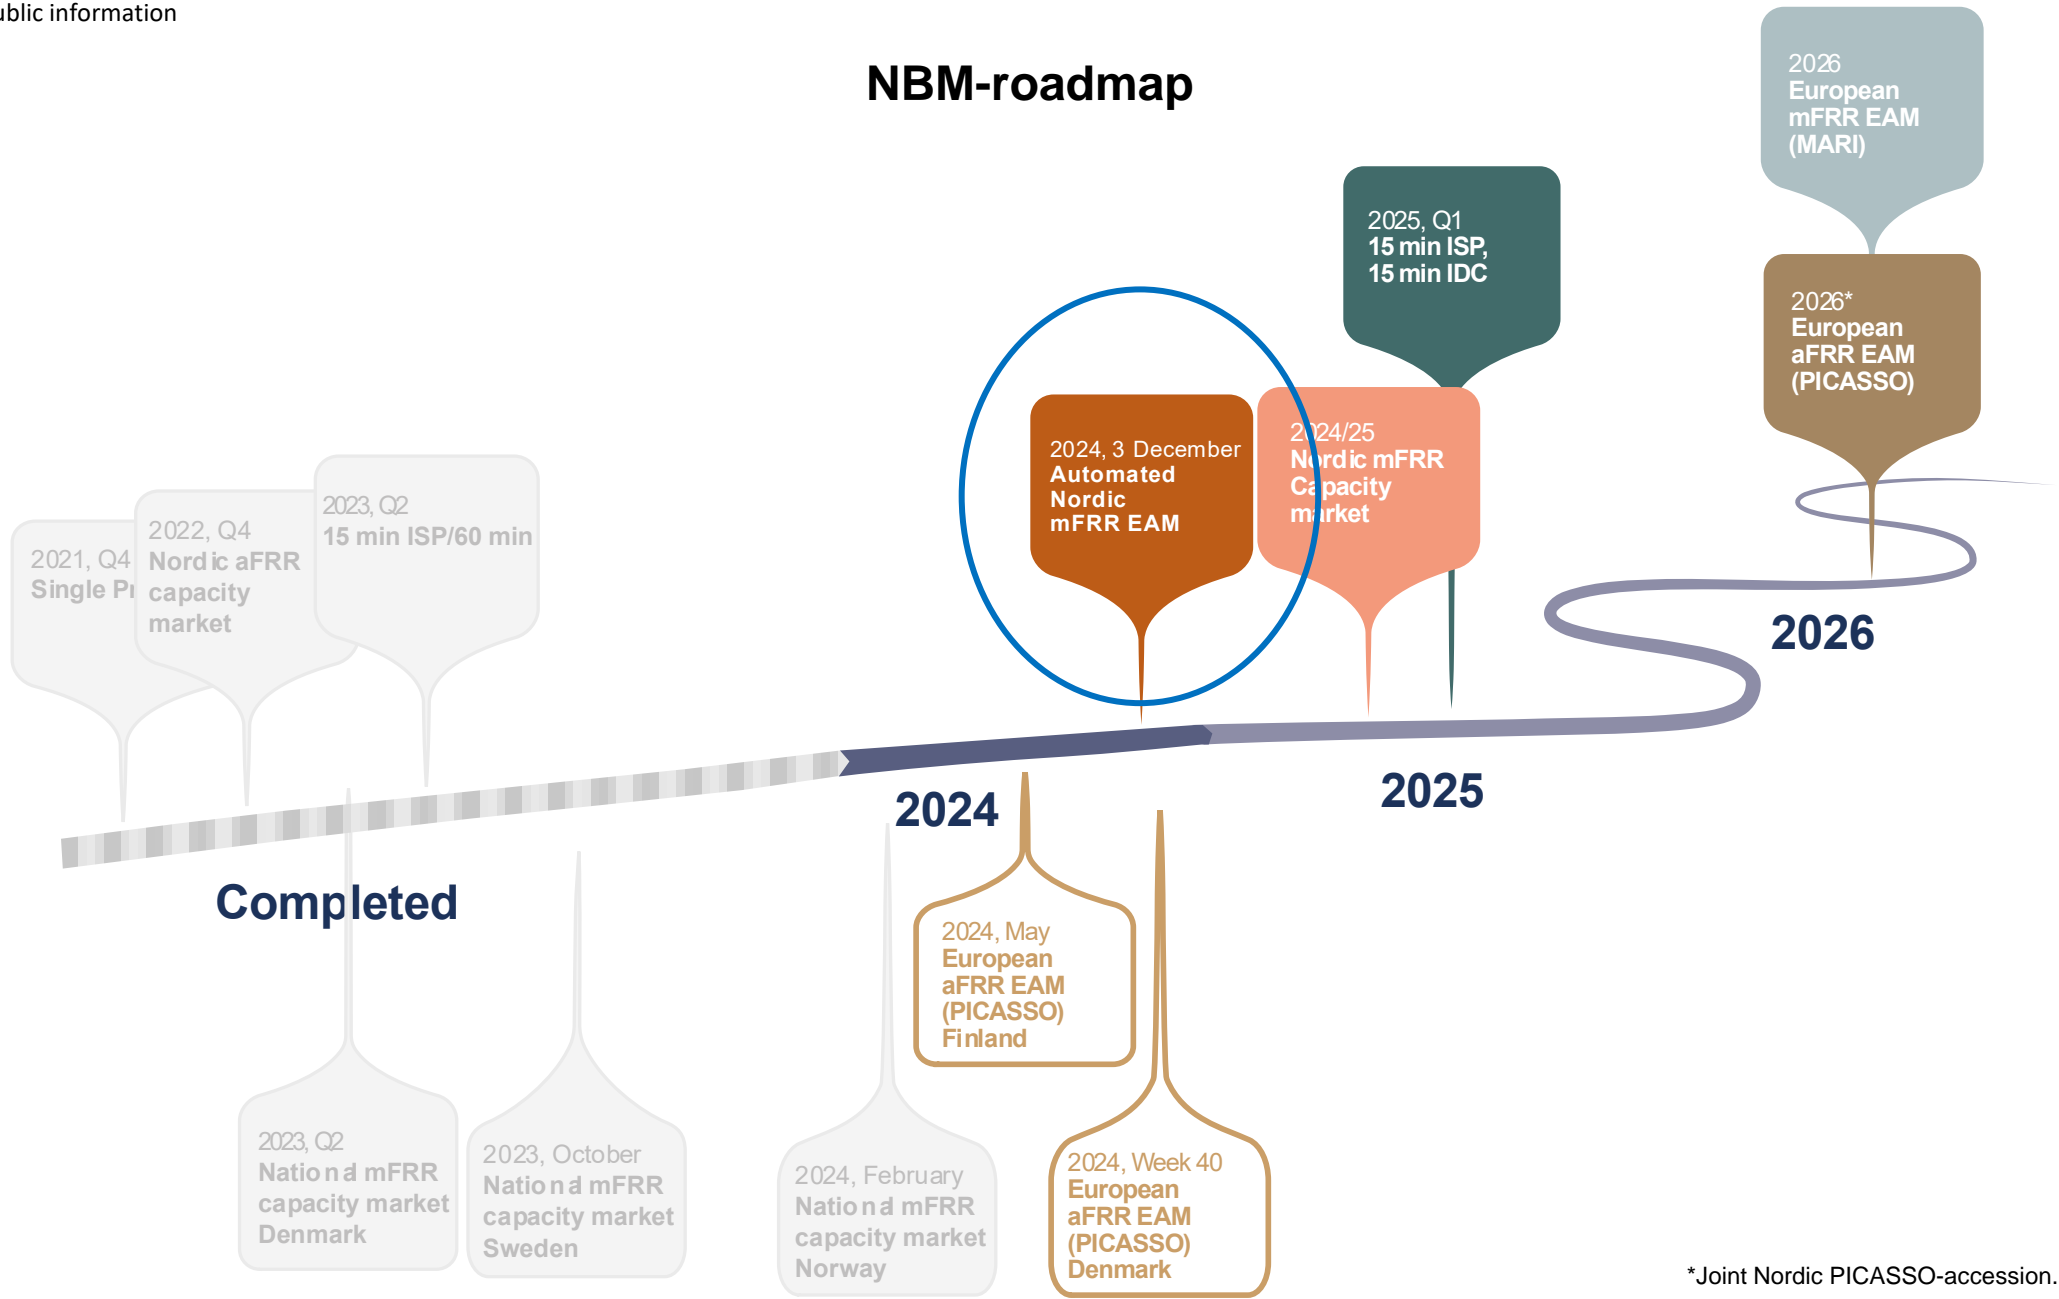 ublic information
NBM-roadmap
2026
European
mFRR EAM
(MARI)
2025, Q1
15 min ISP,
15 min IDC
2026*
European
aFRR EAM
(PICASSO)
2024, 3 December
Automated
Nordic
mFRR EAM
2024/25
Nordic mFRR
Capacity
market
2021, Q4
Single Pr
2022, Q4
Nordic aFRR
capacity
market
2023, Q2
15 min ISP/60 min
2026
2025
2024
Completed
2024, May
European
aFRR EAM
(PICASSO)
Finland
2023, Q2
National mFRR
capacity market
Denmark
2023, October
National mFRR
capacity market
Sweden
2024, February
National mFRR
capacity market
Norway
2024, Week 40
European
aFRR EAM
(PICASSO)
Denmark
*Joint Nordic PICASSO-accession.